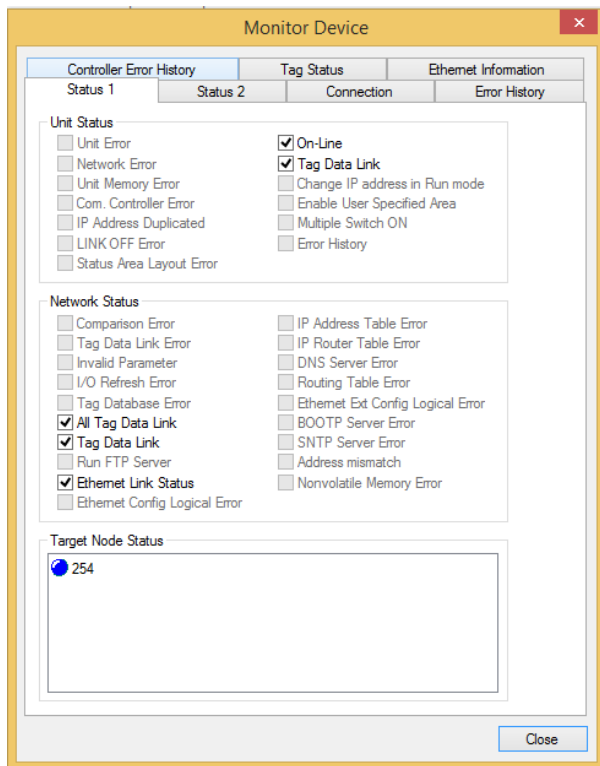 Monitor Device
Controller Error History
Tag Status
Ethernet Information
Status 1
Status 2
Connection
Error History
Unit Status
Unit Error
Network Error
Unit Memory Error
Com. Controller Error
IP Address Duplicated
LINK OFF Error
Status Area Layout Error
On-Line
Tag Data Link
Change IP address in Run mode
Enable User Specified Area
Multiple Switch ON
Error History
Network Status
Comparison Error
Tag Data Link Error
Invalid Parameter
I/O Refresh Error
Tag Database Error
All Tag Data Link
Tag Data Link
Run FTP Server
Ethernet Link Status
Ethernet Config Logical Error
IP Address Table Error
IP Router Table Error
DNS Server Error
Routing Table Error
Ethernet Ext Config Logical Error
BOOTP Server Error
SNTP Server Error
Address mismatch
Nonvolatile Memory Error
Target Node Status
254
Close